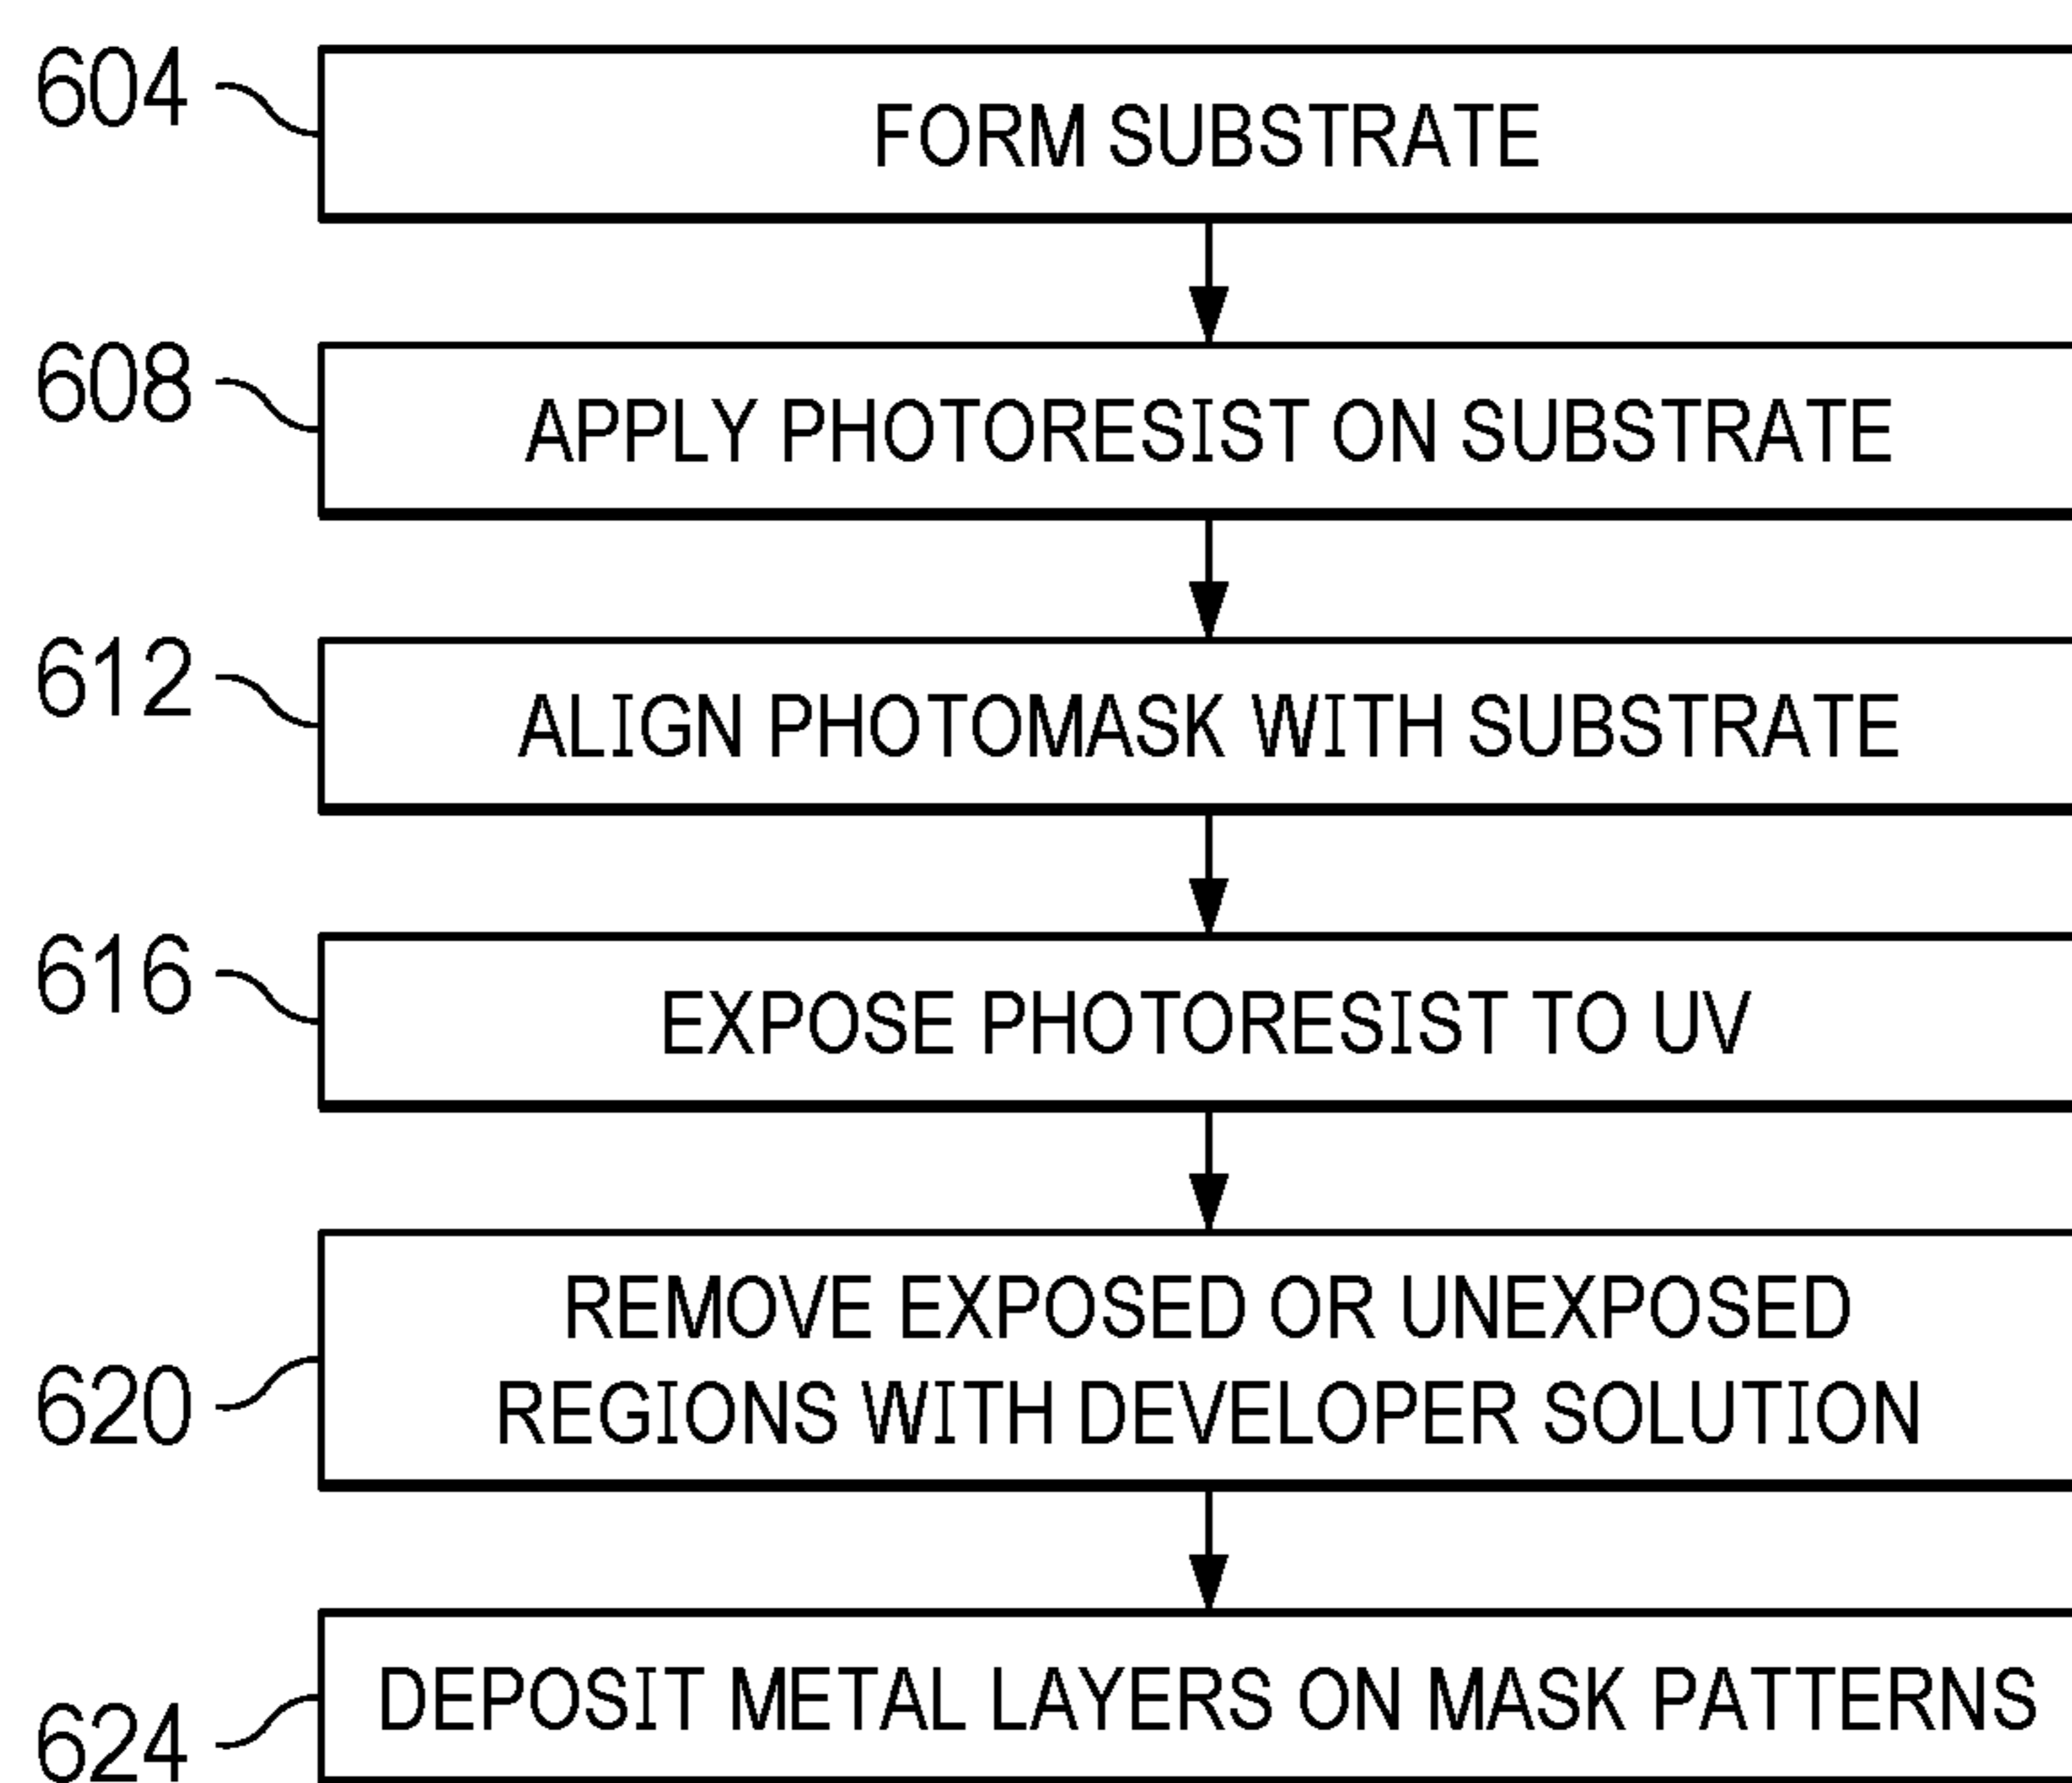 604
FORM SUBSTRATE
608
APPLY PHOTORESIST ON SUBSTRATE
612
ALIGN PHOTOMASK WITH SUBSTRATE
616
EXPOSE PHOTORESIST TO UV
620
REMOVE EXPOSED OR UNEXPOSED
REGIONS WITH DEVELOPER SOLUTION
624
DEPOSIT METAL LAYERS ON MASK PATTERNS